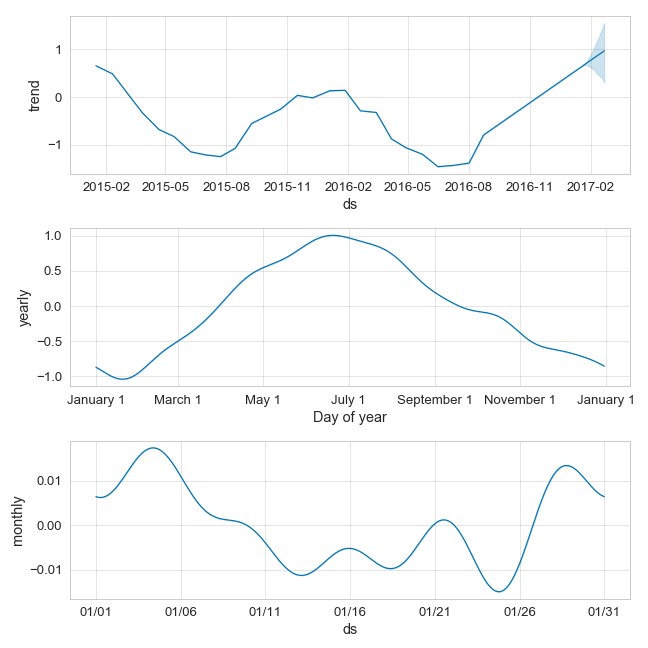 trend
1
0
−1
2015-02 2015-05 2015-08 2015-11 2016-02 2016-05 2016-08 2016-11 2017-02
ds
yearly
1.0
0.5
0.0
−0.5
−1.0
January 1 March 1 May 1 July 1 September 1 November 1 January 1
Day of year
monthly
0.01
0.00
−0.01
01/01 01/06 01/11 01/16 01/21 01/26 01/31
ds